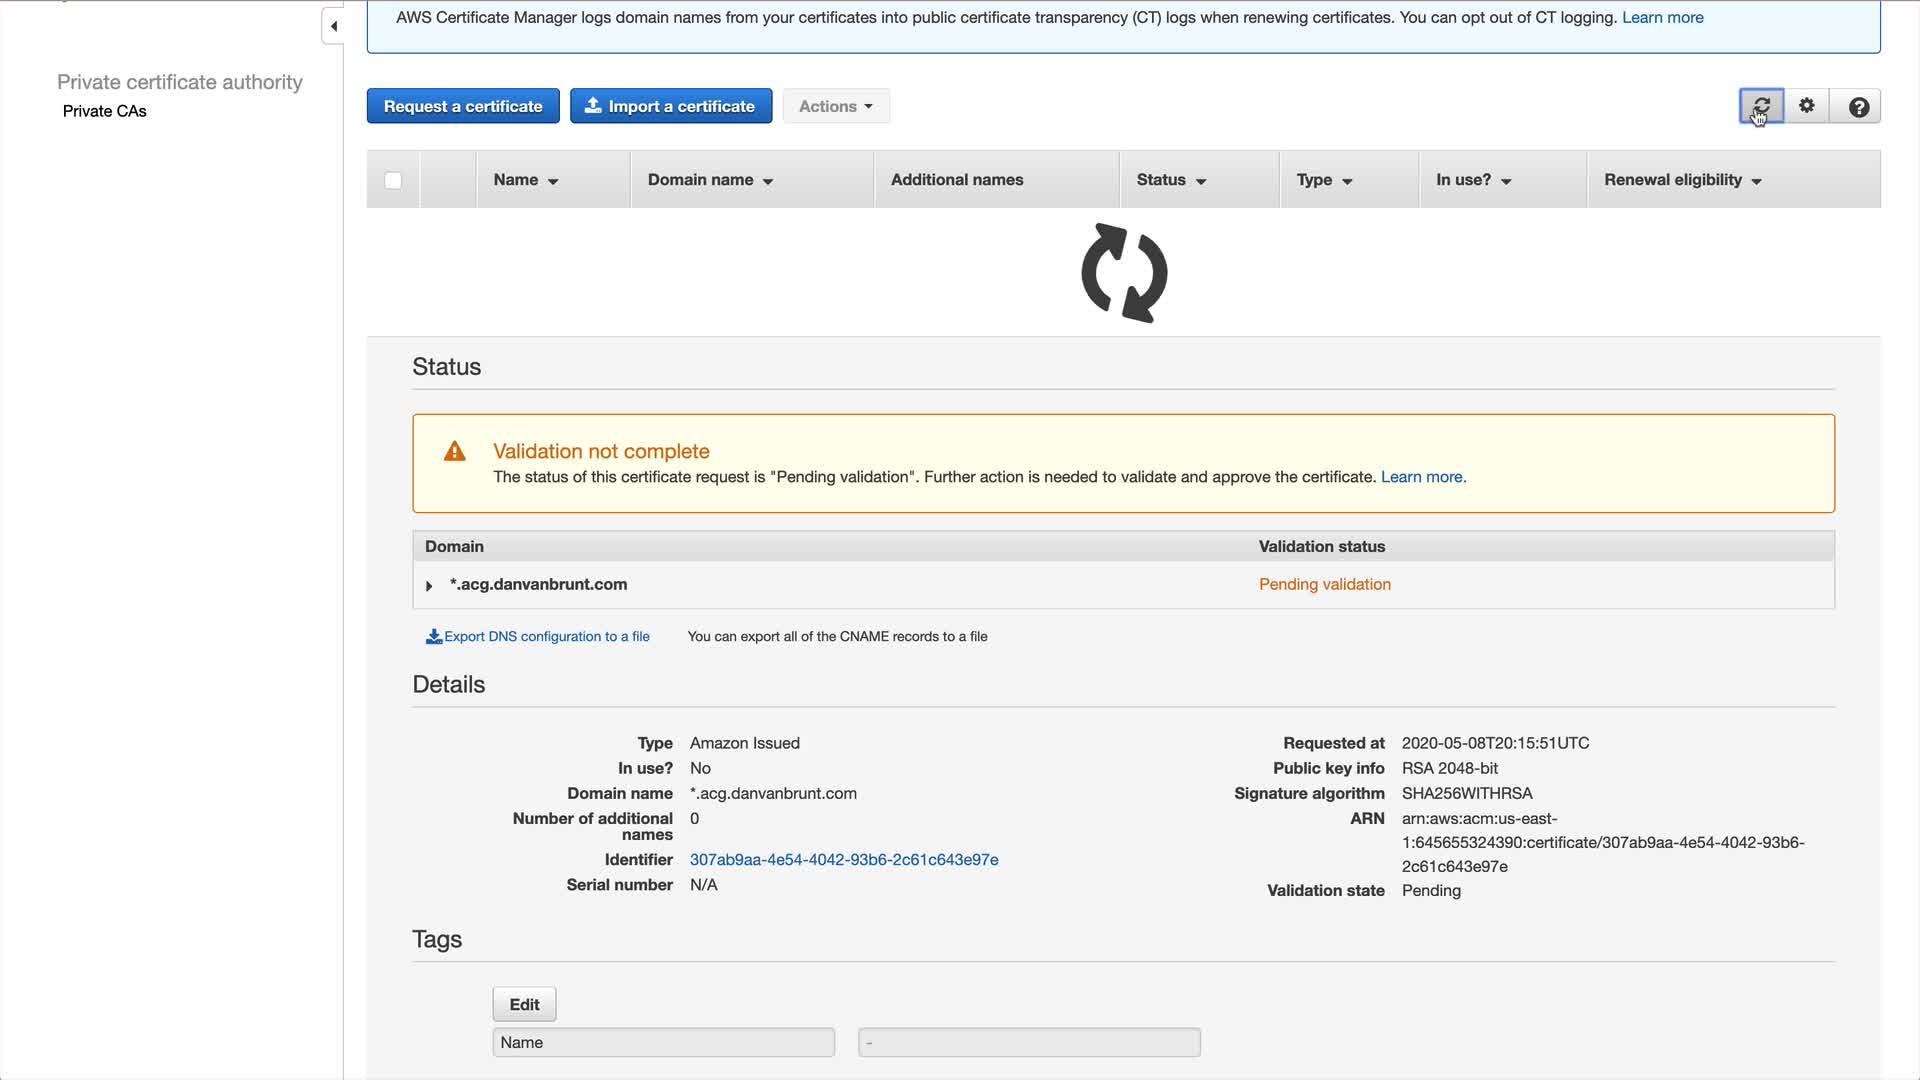 AWS Certificate Manager logs domain names from your certificates into public certificate transparency (CT) logs when renewing certificates. You can opt out of CT logging. Learn more
Private certificate authority
Private CAs
Request a certificate
Import a certificate
Actions
Name
Domain name
Additional names
Status
Type
In use?
Renewal eligibility
Status
Validation not complete
The status of this certificate request is "Pending validation". Further action is needed to validate and approve the certificate. Learn more.
Domain
Validation status
*.acg.danvanbrunt.com
Pending validation
Export DNS configuration to a file
You can export all of the CNAME records to a file
Details
Type Amazon Issued
In use? No
Domain name *.acg.danvanbrunt.com
Number of additional 0
names
Identifier 307ab9aa-4e54-4042-93b6-2c61c643e97e
Serial number N/A
Requested at 2020-05-08T20:15:51UTC
Public key info RSA 2048-bit
Signature algorithm SHA256WITHRSA
ARN arn:aws:acm:us-east-
1:645655324390:certificate/307ab9aa-4e54-4042-93b6-
2c61c643e97e
Validation state Pending
Tags
Edit
Name
-